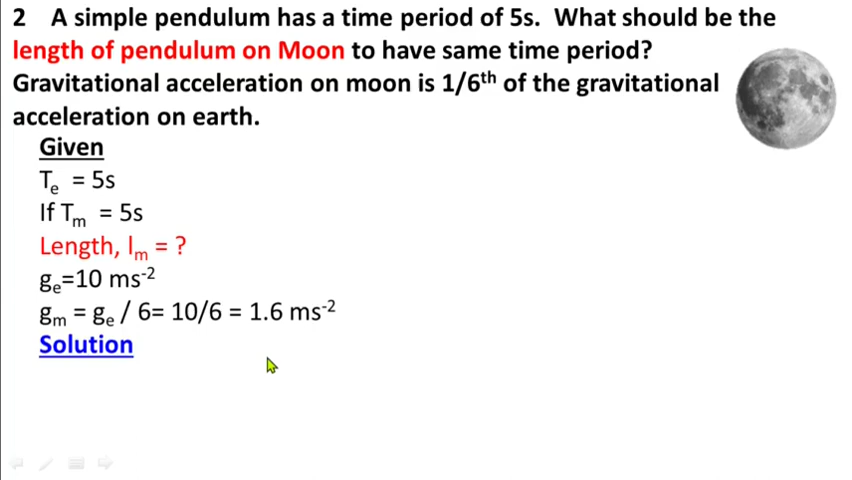 2 A simple pendulum has a time period of 5s. What should be the
length of pendulum on Moon to have same time period?
Gravitational acceleration on moon is 1/6th of the gravitational
acceleration on earth.
Given
Te = 5s
If Tm = 5s
Length, lm = ?
ge=10 ms-2
gm = ge / 6= 10/6 = 1.6 ms-2
Solution